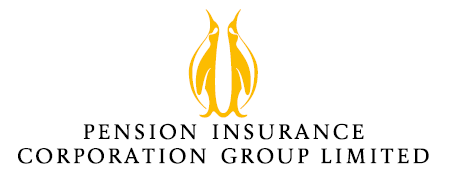 PENSION INSURANCE
CORPORATION GROUP LIMITED